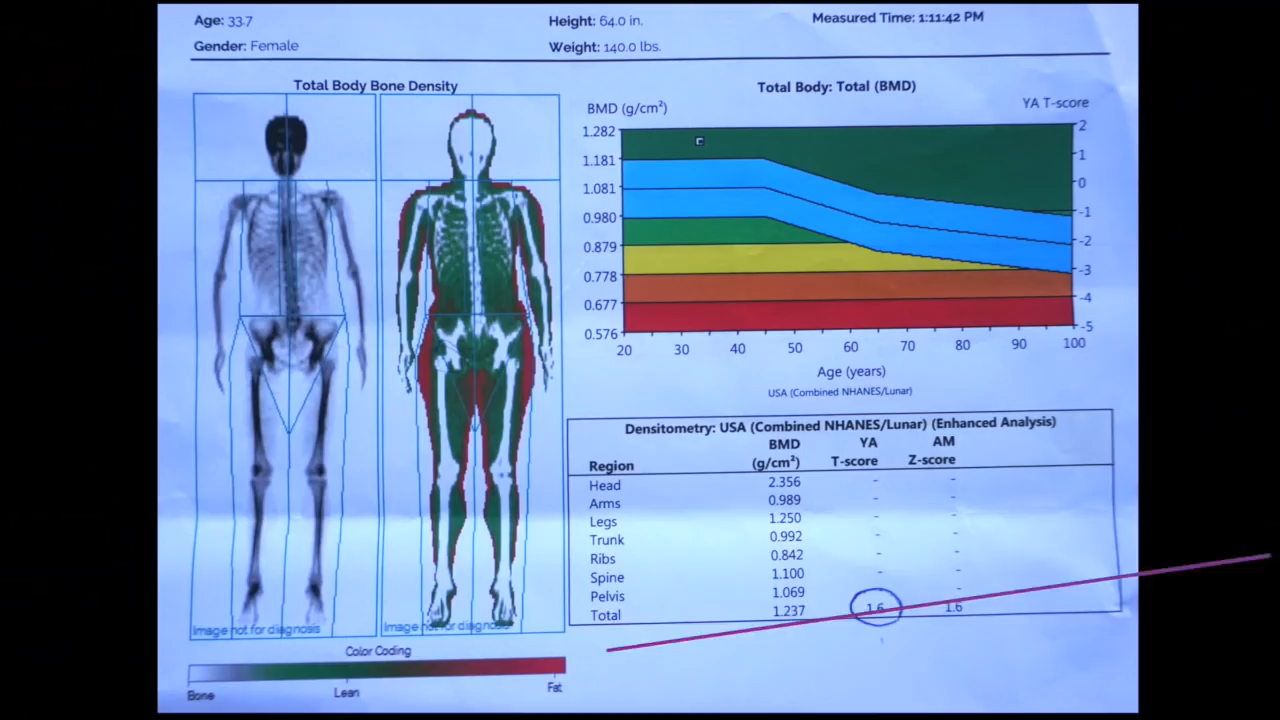 Age: 33.7 Height: 64.0 in. Measured Time: 1:11:42 PM
Gender: Female Weight: 140.0 lbs.
Total Body Bone Density
Image not for diagnosis
Image not for diagnosis
Color Coding
Bone Lean Fat
Total Body: Total (BMD)
BMD (g/cm²) YA T-score
1.282 2
1.181 1
1.081 0
0.980 -1
0.879 -2
0.778 -3
0.677 -4
0.576 -5
20 30 40 50 60 70 80 90 100
Age (years)
USA (Combined NHANES/Lunar)
Densitometry: USA (Combined NHANES/Lunar) (Enhanced Analysis)
BMD YA AM
Region (g/cm²) T-score Z-score
Head 2.356 - -
Arms 0.989 - -
Legs 1.250 - -
Trunk 0.992 - -
Ribs 0.842 - -
Spine 1.100 - -
Pelvis 1.069 - -
Total 1.237 1.6 1.6